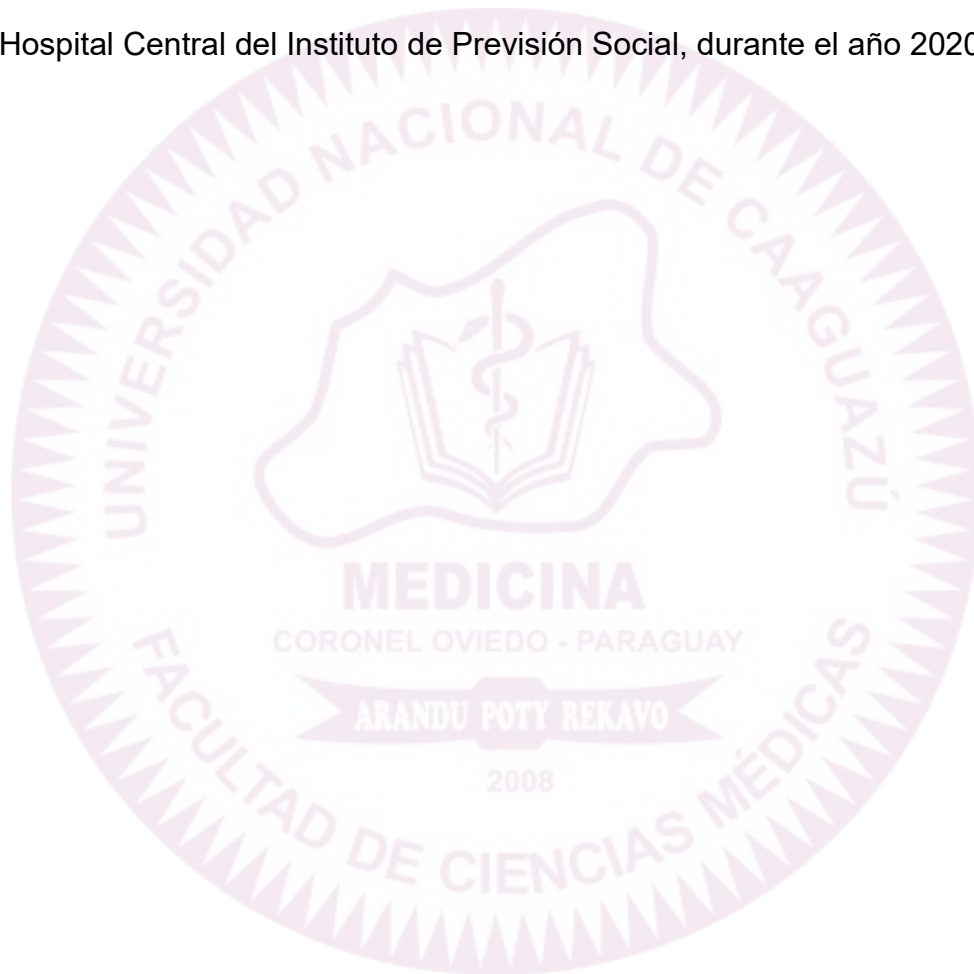 Hospital Central del Instituto de Previsión Social, durante el año 2020
UNIVERSIDAD NACIONAL DE CAAGUAZÚ
MEDICINA
CORONEL OVIEDO - PARAGUAY
ARANDU POTY REKAVO
2008
FACULTAD DE CIENCIAS MÉDICAS